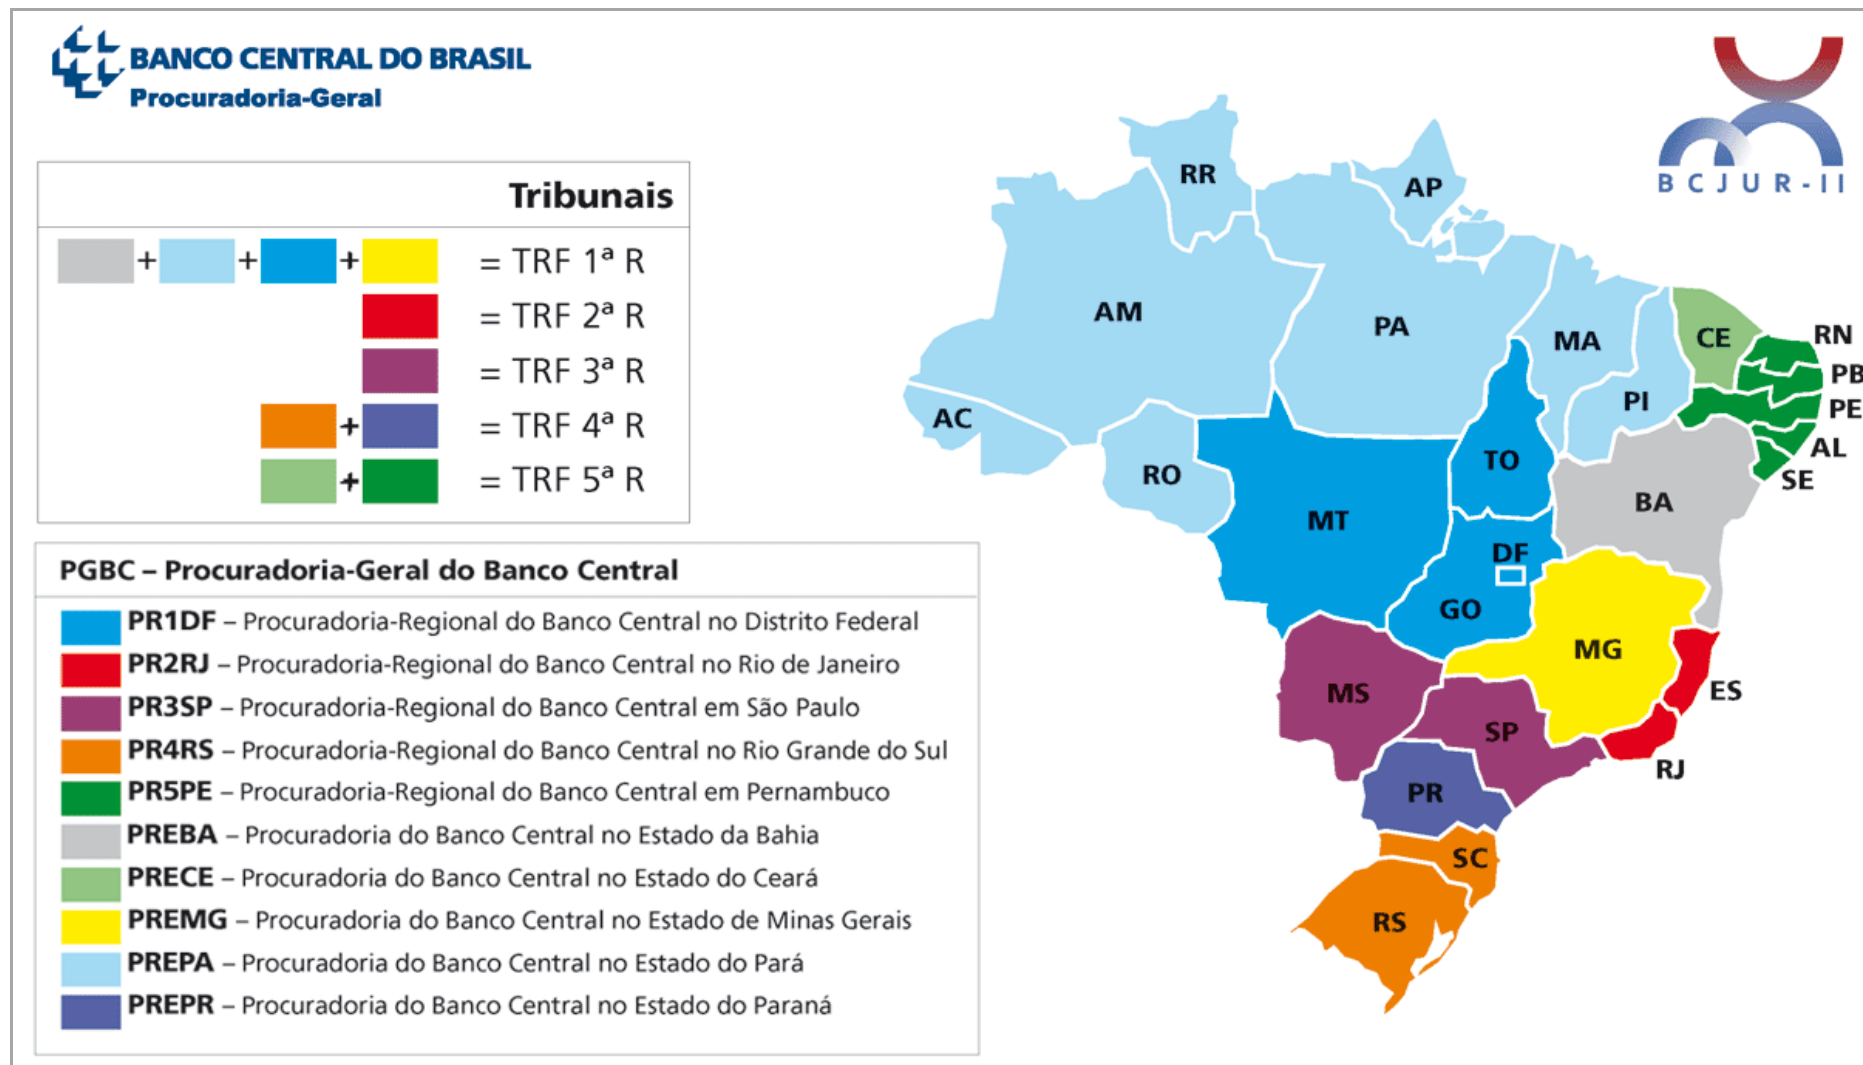 BANCO CENTRAL DO BRASIL
Procuradoria-Geral
BCJUR-II
Tribunais
+ + + = TRF 1ª R
= TRF 2ª R
= TRF 3ª R
+ = TRF 4ª R
+ = TRF 5ª R
PGBC – Procuradoria-Geral do Banco Central
PR1DF – Procuradoria-Regional do Banco Central no Distrito Federal
PR2RJ – Procuradoria-Regional do Banco Central no Rio de Janeiro
PR3SP – Procuradoria-Regional do Banco Central em São Paulo
PR4RS – Procuradoria-Regional do Banco Central no Rio Grande do Sul
PR5PE – Procuradoria-Regional do Banco Central em Pernambuco
PREBA – Procuradoria do Banco Central no Estado da Bahia
PRECE – Procuradoria do Banco Central no Estado do Ceará
PREMG – Procuradoria do Banco Central no Estado de Minas Gerais
PREPA – Procuradoria do Banco Central no Estado do Pará
PREPR – Procuradoria do Banco Central no Estado do Paraná
RR
AP
AM
PA
MA
CE
RN
PB
PI
PE
AC
AL
RO
TO
SE
BA
MT
DF
GO
MG
MS
ES
SP
RJ
PR
SC
RS